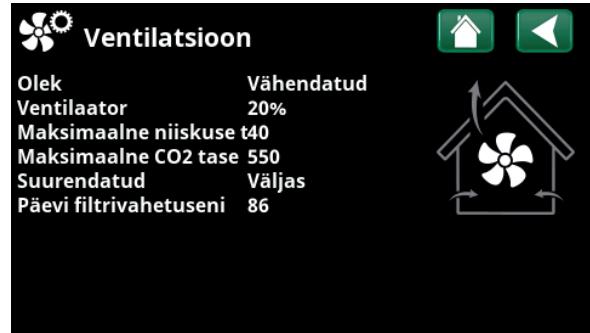 Ventilatsioon
Olek Vähendatud
Ventilaator 20%
Maksimaalne niiskuse t40
Maksimaalne CO2 tase 550
Suurendatud Väljas
Päevi filtrivahetuseni 86